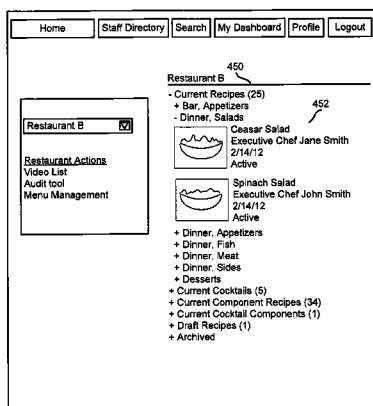 Home Staff Directory Search My Dashboard Profile Logout
450
Restaurant B
- Current Recipes (25)
+ Bar, Appetizers
- Dinner, Salads
452
Ceasar Salad
Executive Chef Jane Smith
2/14/12
Active
Spinach Salad
Executive Chef John Smith
2/14/12
Active
+ Dinner, Appetizers
+ Dinner, Fish
+ Dinner, Meat
+ Dinner, Sides
+ Desserts
+ Current Cocktails (5)
+ Current Component Recipes (34)
+ Current Cocktail Components (1)
+ Draft Recipes (1)
+ Archived
Restaurant B
Restaurant Actions
Video List
Audit tool
Menu Management